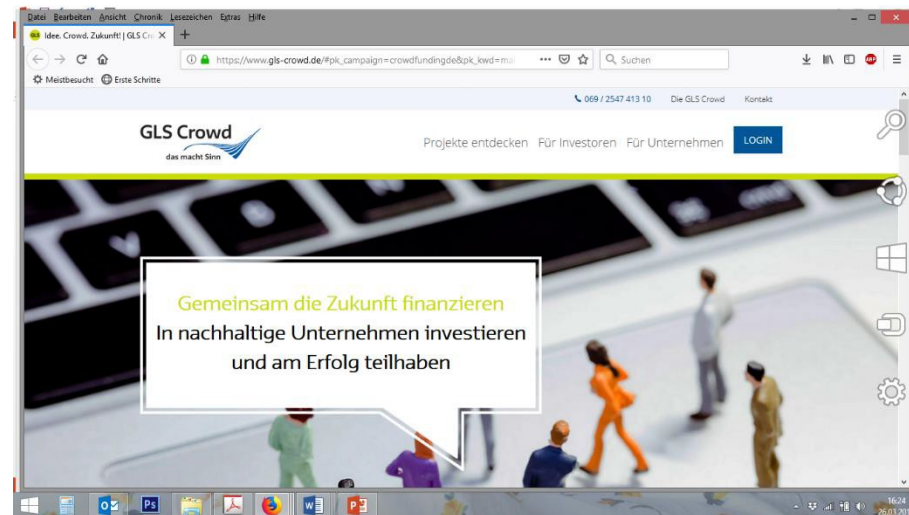 Datei Bearbeiten Ansicht Chronik Lesezeichen Extras Hilfe
Idee. Crowd. Zukunft! | GLS Cro
https://www.gls-crowd.de/#pk_campaign=crowdfundingde&pk_kwd=ma
Suchen
Meistbesucht Erste Schritte
069 / 2547 413 10 Die GLS Crowd Kontakt
GLS Crowd
das macht Sinn
Projekte entdecken Für Investoren Für Unternehmen LOGIN
V B N
cmd
Gemeinsam die Zukunft finanzieren
In nachhaltige Unternehmen investieren
und am Erfolg teilhaben
16:24